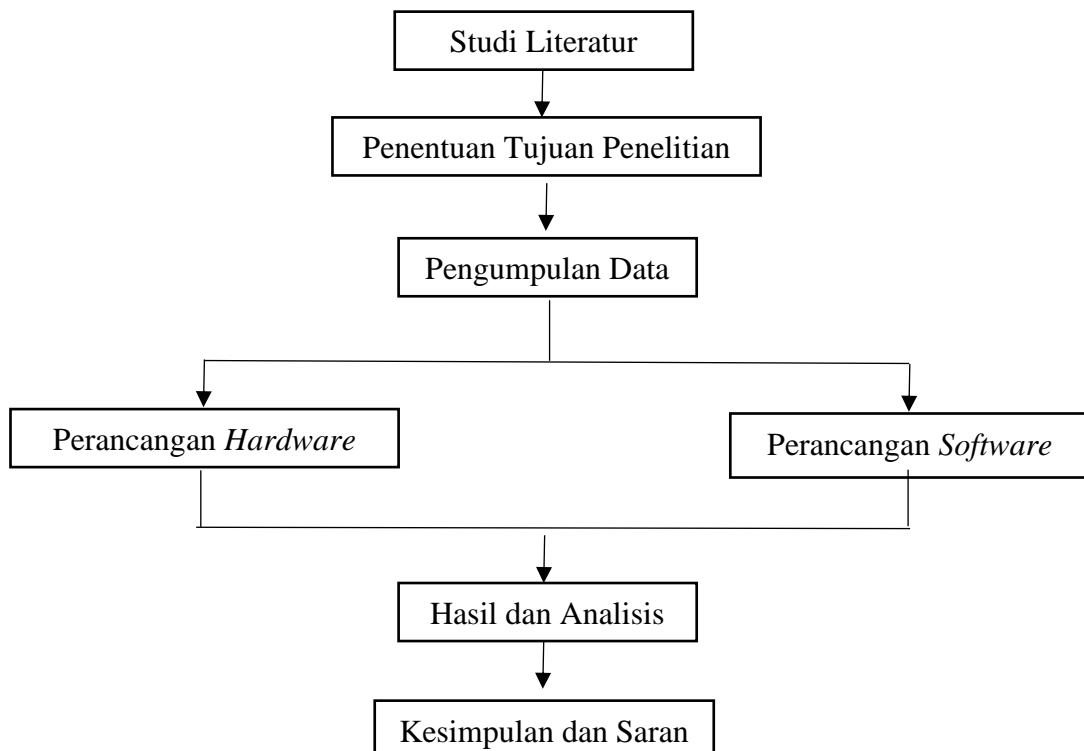 Studi Literatur
Penentuan Tujuan Penelitian
Pengumpulan Data
Perancangan Hardware
Perancangan Software
Hasil dan Analisis
Kesimpulan dan Saran